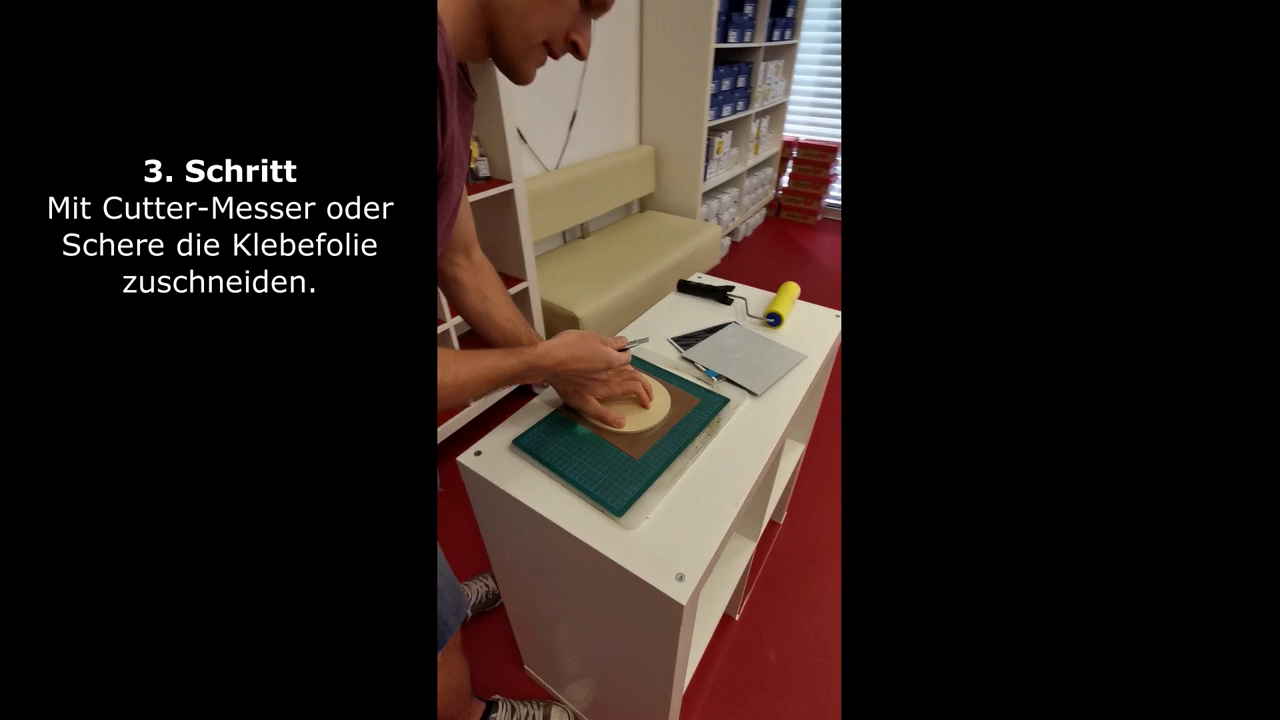 3. Schritt
Mit Cutter-Messer oder
Schere die Klebefolie
zuschneiden.